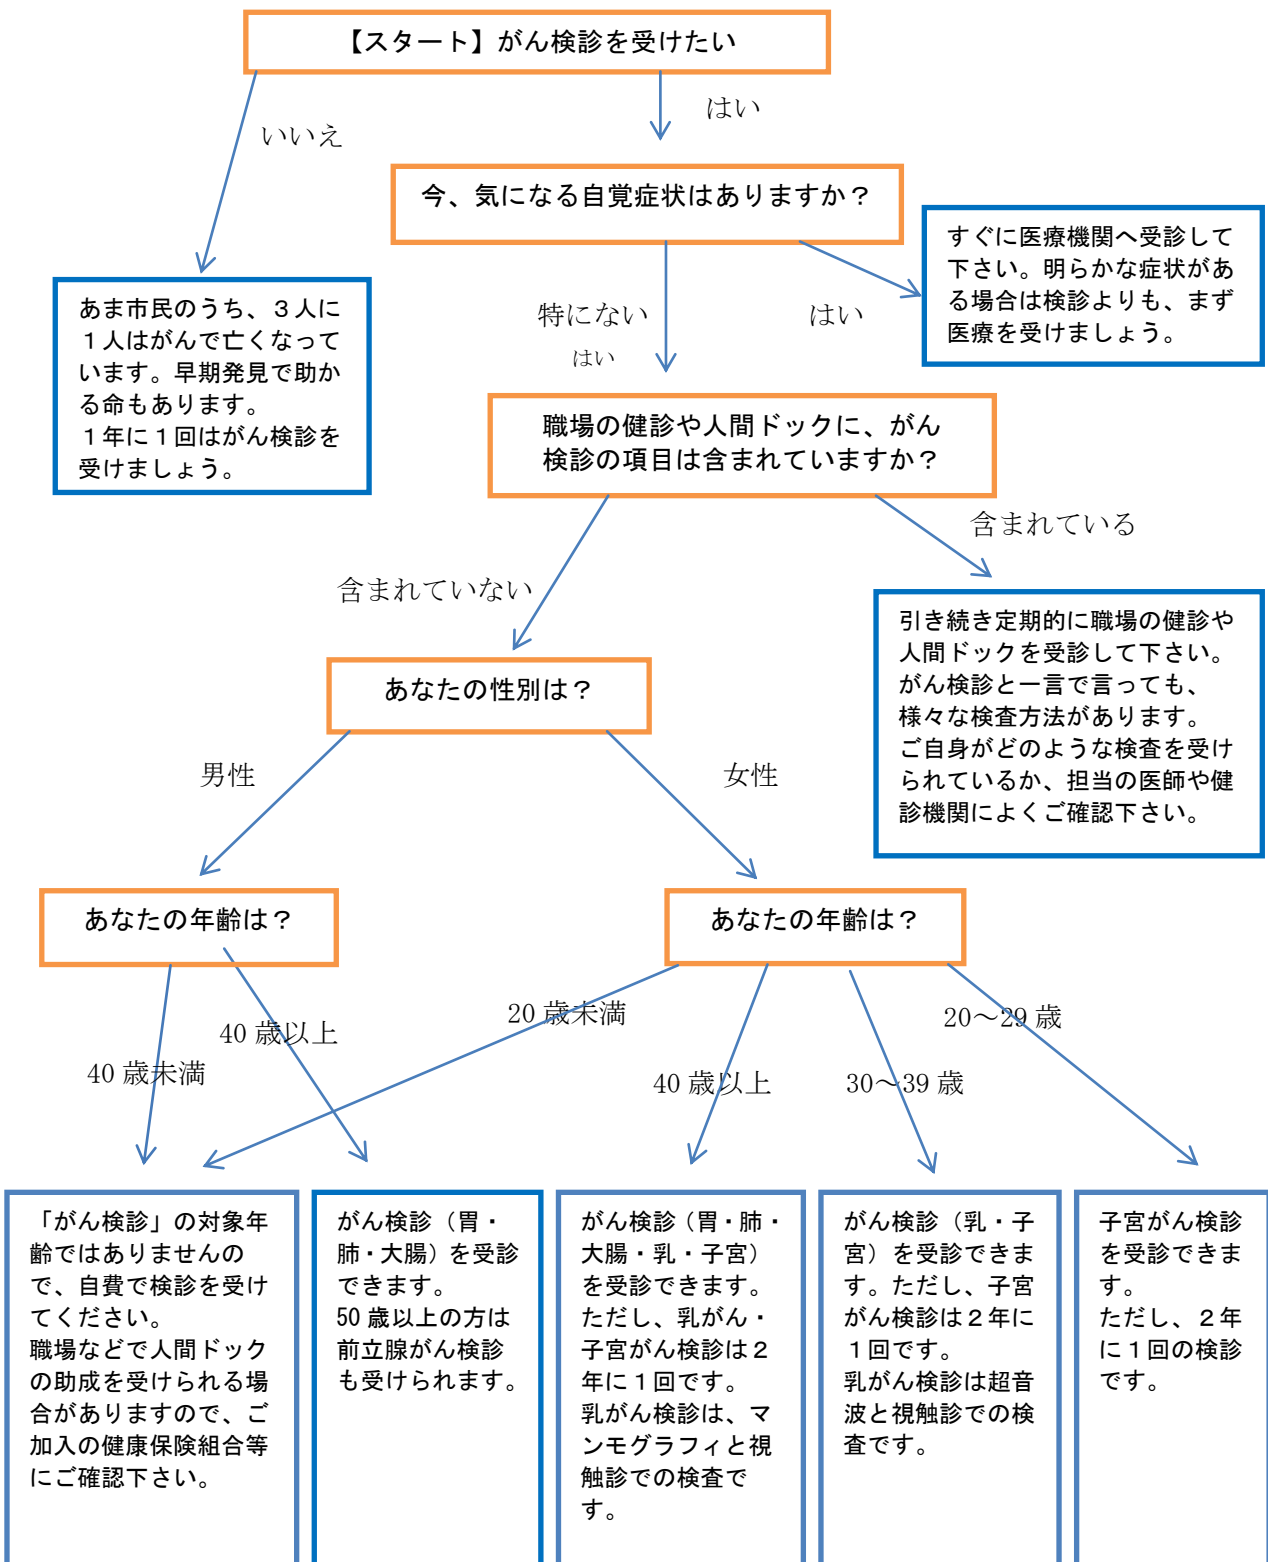 【スタート】がん検診を受けたい
いいえ
はい
今、気になる自覚症状はありますか？
すぐに医療機関へ受診して
下さい。明らかな症状があ
る場合は検診よりも、まず
医療を受けましょう。
あま市民のうち、３人に
１人はがんで亡くなって
います。早期発見で助か
る命もあります。
１年に１回はがん検診を
受けましょう。
特にない
はい
はい
職場の健診や人間ドックに、がん
検診の項目は含まれていますか？
含まれている
含まれていない
引き続き定期的に職場の健診や
人間ドックを受診して下さい。
がん検診と一言で言っても、
様々な検査方法があります。
ご自身がどのような検査を受け
られているか、担当の医師や健
診機関によくご確認下さい。
あなたの性別は？
男性
女性
あなたの年齢は？
あなたの年齢は？
40 歳未満
40 歳以上
20 歳未満
40 歳以上
30～39 歳
20～29 歳
「がん検診」の対象年
齢ではありませんの
で、自費で検診を受け
てください。
職場などで人間ドック
の助成を受けられる場
合がありますので、ご
加入の健康保険組合等
にご確認下さい。
がん検診（胃・
肺・大腸）を受診
できます。
50 歳以上の方は
前立腺がん検診
も受けられます。
がん検診（胃・肺・
大腸・乳・子宮）
を受診できます。
ただし、乳がん・
子宮がん検診は２
年に１回です。
乳がん検診は、マ
ンモグラフィと視
触診での検査で
す。
がん検診（乳・子
宮）を受診できま
す。ただし、子宮
がん検診は２年に
１回です。
乳がん検診は超音
波と視触診での検
査です。
子宮がん検診
を受診できま
す。
ただし、２年
に１回の検診
です。